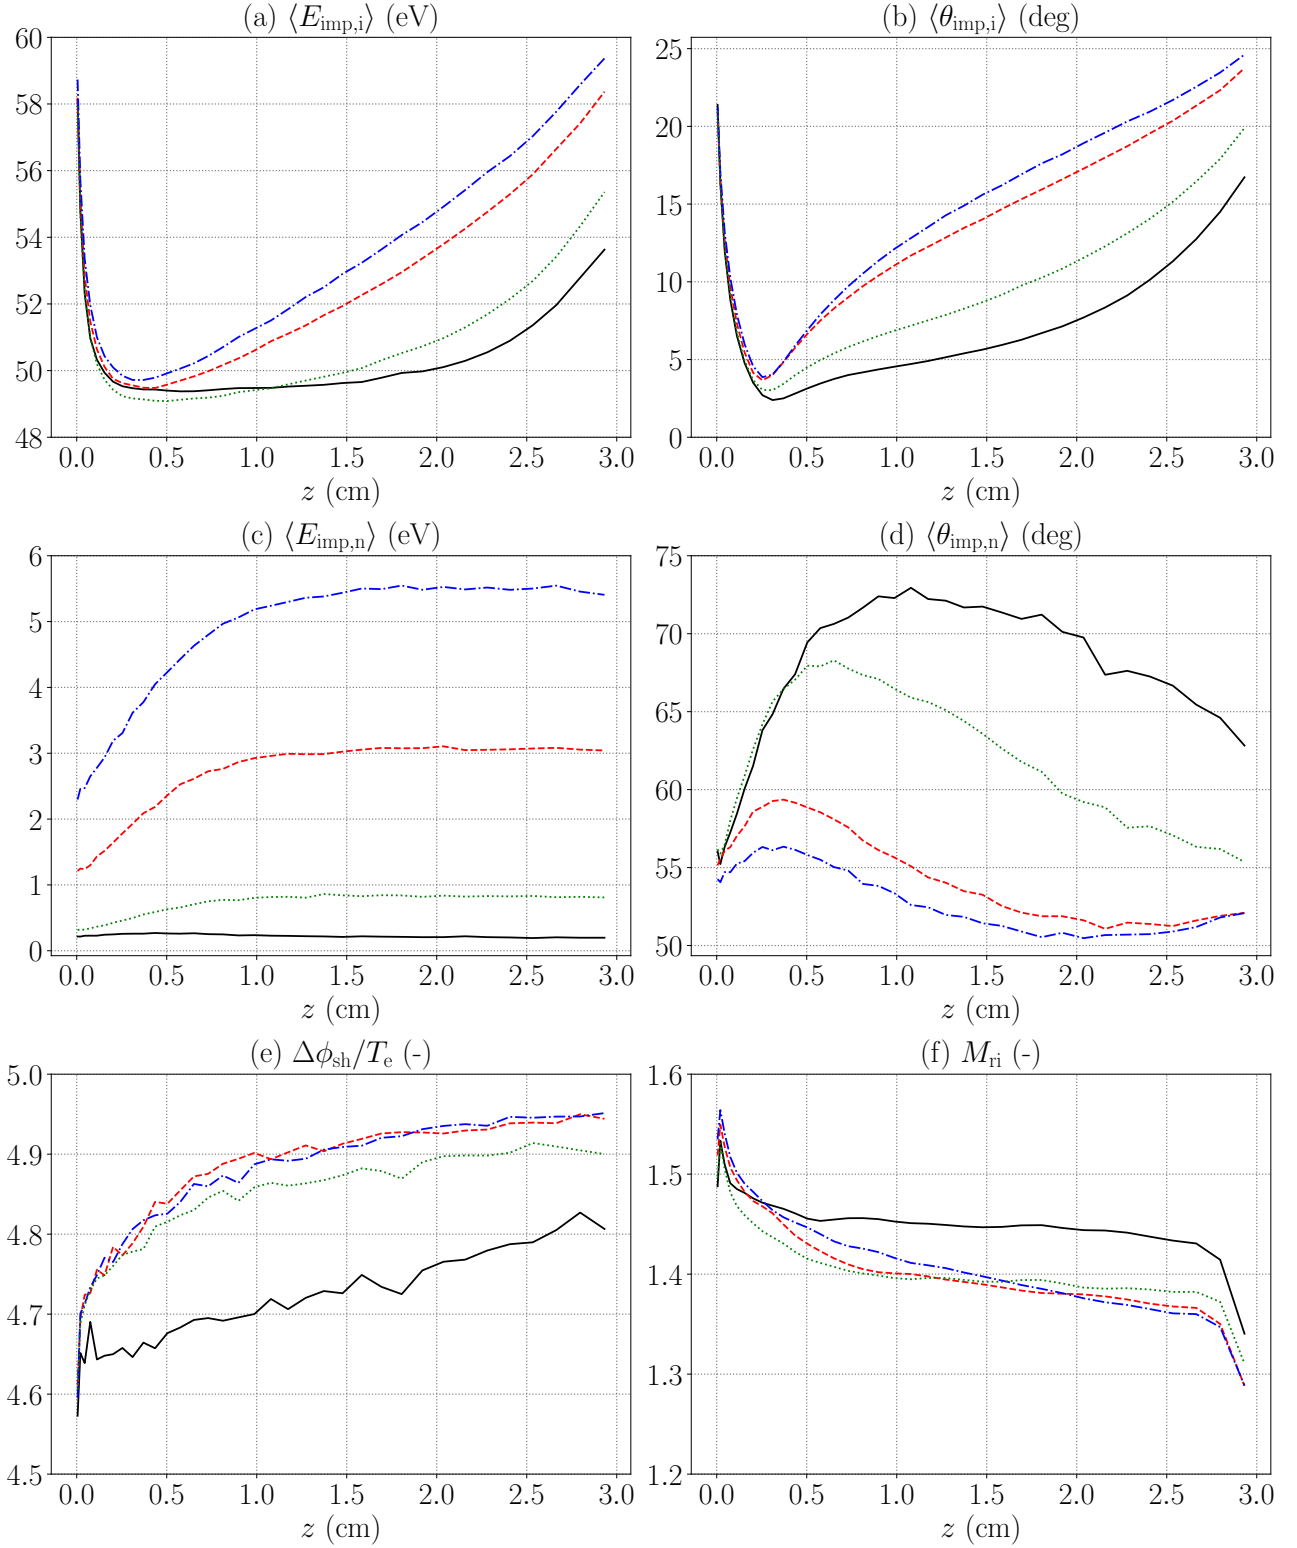 (a) ⟨E_imp,i⟩ (eV)
60
58
56
54
52
50
48
0.0 0.5 1.0 1.5 2.0 2.5 3.0
z (cm)
(b) ⟨θ_imp,i⟩ (deg)
25
20
15
10
5
0
0.0 0.5 1.0 1.5 2.0 2.5 3.0
z (cm)
(c) ⟨E_imp,n⟩ (eV)
6
5
4
3
2
1
0
0.0 0.5 1.0 1.5 2.0 2.5 3.0
z (cm)
(d) ⟨θ_imp,n⟩ (deg)
75
70
65
60
55
50
0.0 0.5 1.0 1.5 2.0 2.5 3.0
z (cm)
(e) Δϕ_sh/T_e (-)
5.0
4.9
4.8
4.7
4.6
4.5
0.0 0.5 1.0 1.5 2.0 2.5 3.0
z (cm)
(f) M_ri (-)
1.6
1.5
1.4
1.3
1.2
0.0 0.5 1.0 1.5 2.0 2.5 3.0
z (cm)